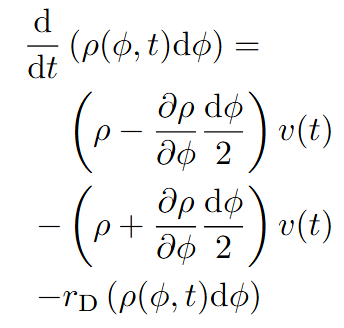 d/dt (ρ(ϕ,t)dϕ) =
(ρ − ∂ρ/∂ϕ dϕ/2) v(t)
− (ρ + ∂ρ/∂ϕ dϕ/2) v(t)
−r_D (ρ(ϕ,t)dϕ)